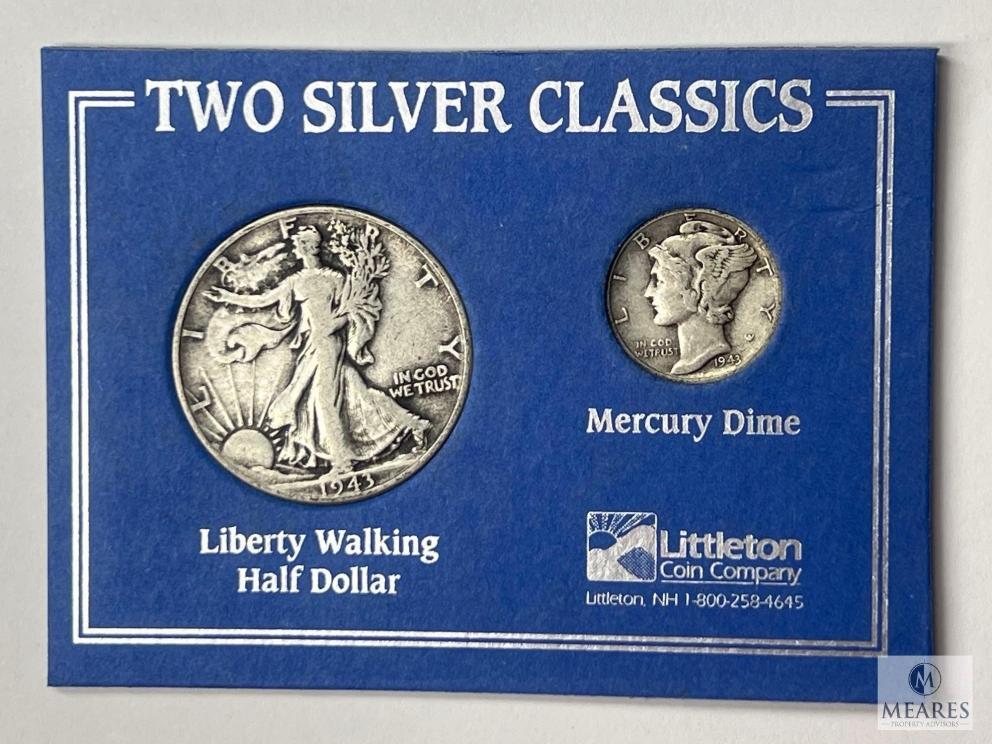 TWO SILVER CLASSICS
LIBERTY
IN GOD
WE TRUST
1943
Liberty Walking
Half Dollar
LIBERTY
IN GOD
WE TRUST
1943
Mercury Dime
Littleton
Coin Company
Littleton, NH 1-800-258-4645
M
MEARES
PROPERTY ADVISORS